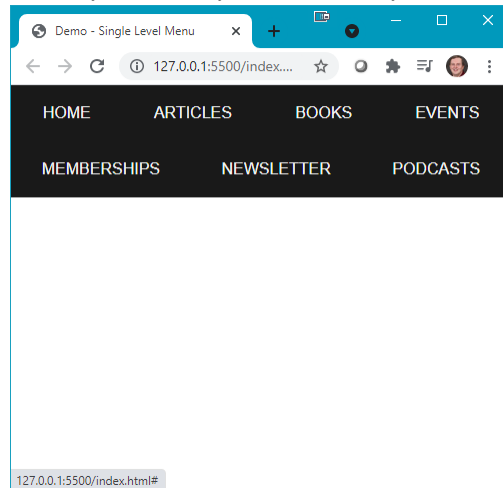 Demo - Single Level Menu
127.0.0.1:5500/index....
HOME ARTICLES BOOKS EVENTS
MEMBERSHIPS NEWSLETTER PODCASTS
127.0.0.1:5500/index.html#